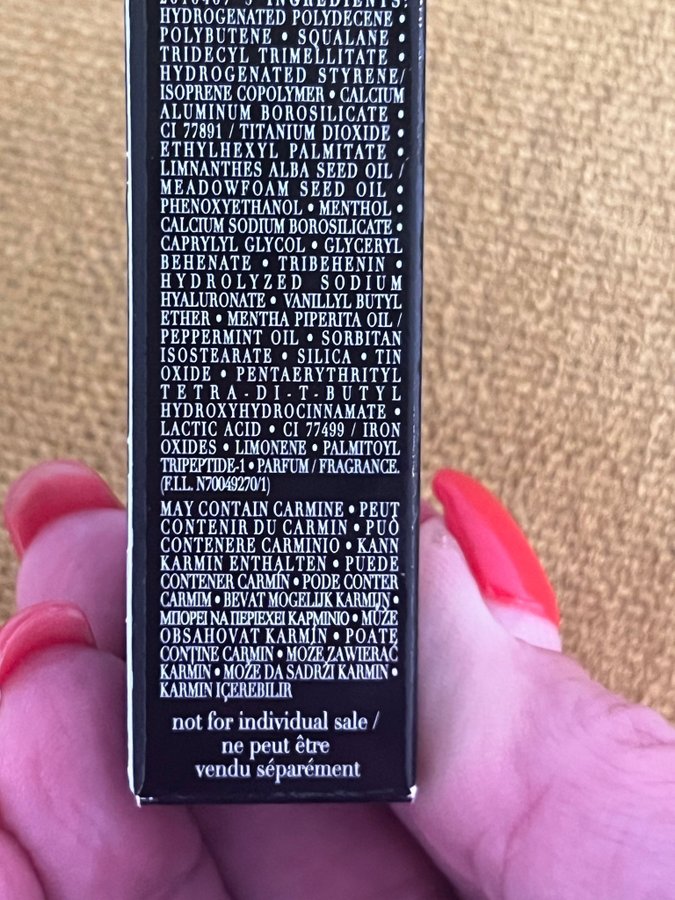 INGREDIENTS:
HYDROGENATED POLYDECENE •
POLYBUTENE • SQUALANE •
TRIDECYL TRIMELLITATE •
HYDROGENATED STYRENE/
ISOPRENE COPOLYMER • CALCIUM
ALUMINUM BOROSILICATE •
CI 77891 / TITANIUM DIOXIDE •
ETHYLHEXYL PALMITATE •
LIMNANTHES ALBA SEED OIL /
MEADOWFOAM SEED OIL •
PHENOXYETHANOL • MENTHOL •
CALCIUM SODIUM BOROSILICATE •
CAPRYLYL GLYCOL • GLYCERYL
BEHENATE • TRIBEHENIN •
HYDROLYZED SODIUM
HYALURONATE • VANILLYL BUTYL
ETHER • MENTHA PIPERITA OIL /
PEPPERMINT OIL • SORBITAN
ISOSTEARATE • SILICA • TIN
OXIDE • PENTAERYTHRITYL
TETRA-DI-T-BUTYL
HYDROXYHYDROCINNAMATE •
LACTIC ACID • CI 77499 / IRON
OXIDES • LIMONENE • PALMITOYL
TRIPEPTIDE-1 • PARFUM / FRAGRANCE.
(F.I.L. N70049270/1)
MAY CONTAIN CARMINE • PEUT
CONTENIR DU CARMIN • PUÒ
CONTENERE CARMINIO • KANN
KARMIN ENTHALTEN • PUEDE
CONTENER CARMÍN • PODE CONTER
CARMIM • BEVAT MOGELIJK KARMIJN •
ΜΠΟΡΕΙ ΝΑ ΠΕΡΙΕΧΕΙ ΚΑΡΜΙΝΙΟ • MŮŽE
OBSAHOVAT KARMÍN • POATE
CONȚINE CARMIN • MOŻE ZAWIERAĆ
KARMIN • MOŽE DA SADRŽI KARMIN •
KARMIN İÇEREBİLİR
not for individual sale /
ne peut être
vendu séparément